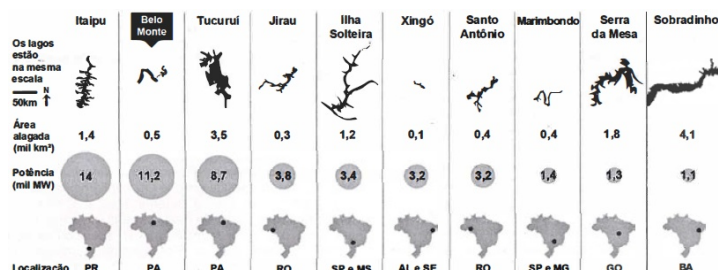 Itaipu Belo Monte Tucuruí Jirau Ilha Solteira Xingó Santo Antônio Marimbondo Serra da Mesa Sobradinho
Os lagos
estão
na mesma
escala
N
50km
Área
alagada
(mil km²)
1,4 0,5 3,5 0,3 1,2 0,1 0,4 0,4 1,8 4,1
Potência
(mil MW)
14 11,2 8,7 3,8 3,4 3,2 3,2 1,4 1,3 1,1
Localização PR PA PA RO SP e MS AL e SE RO SP e MG GO BA